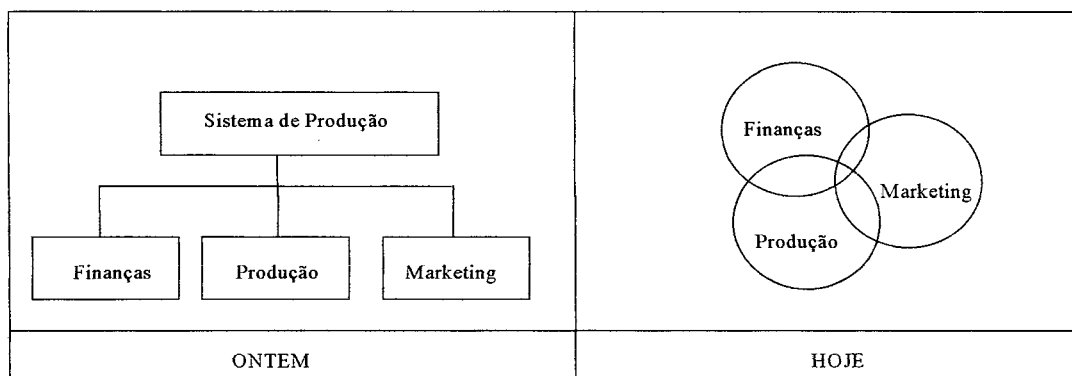 Sistema de Produção
Finanças
Produção
Marketing
ONTEM
Finanças
Marketing
Produção
HOJE